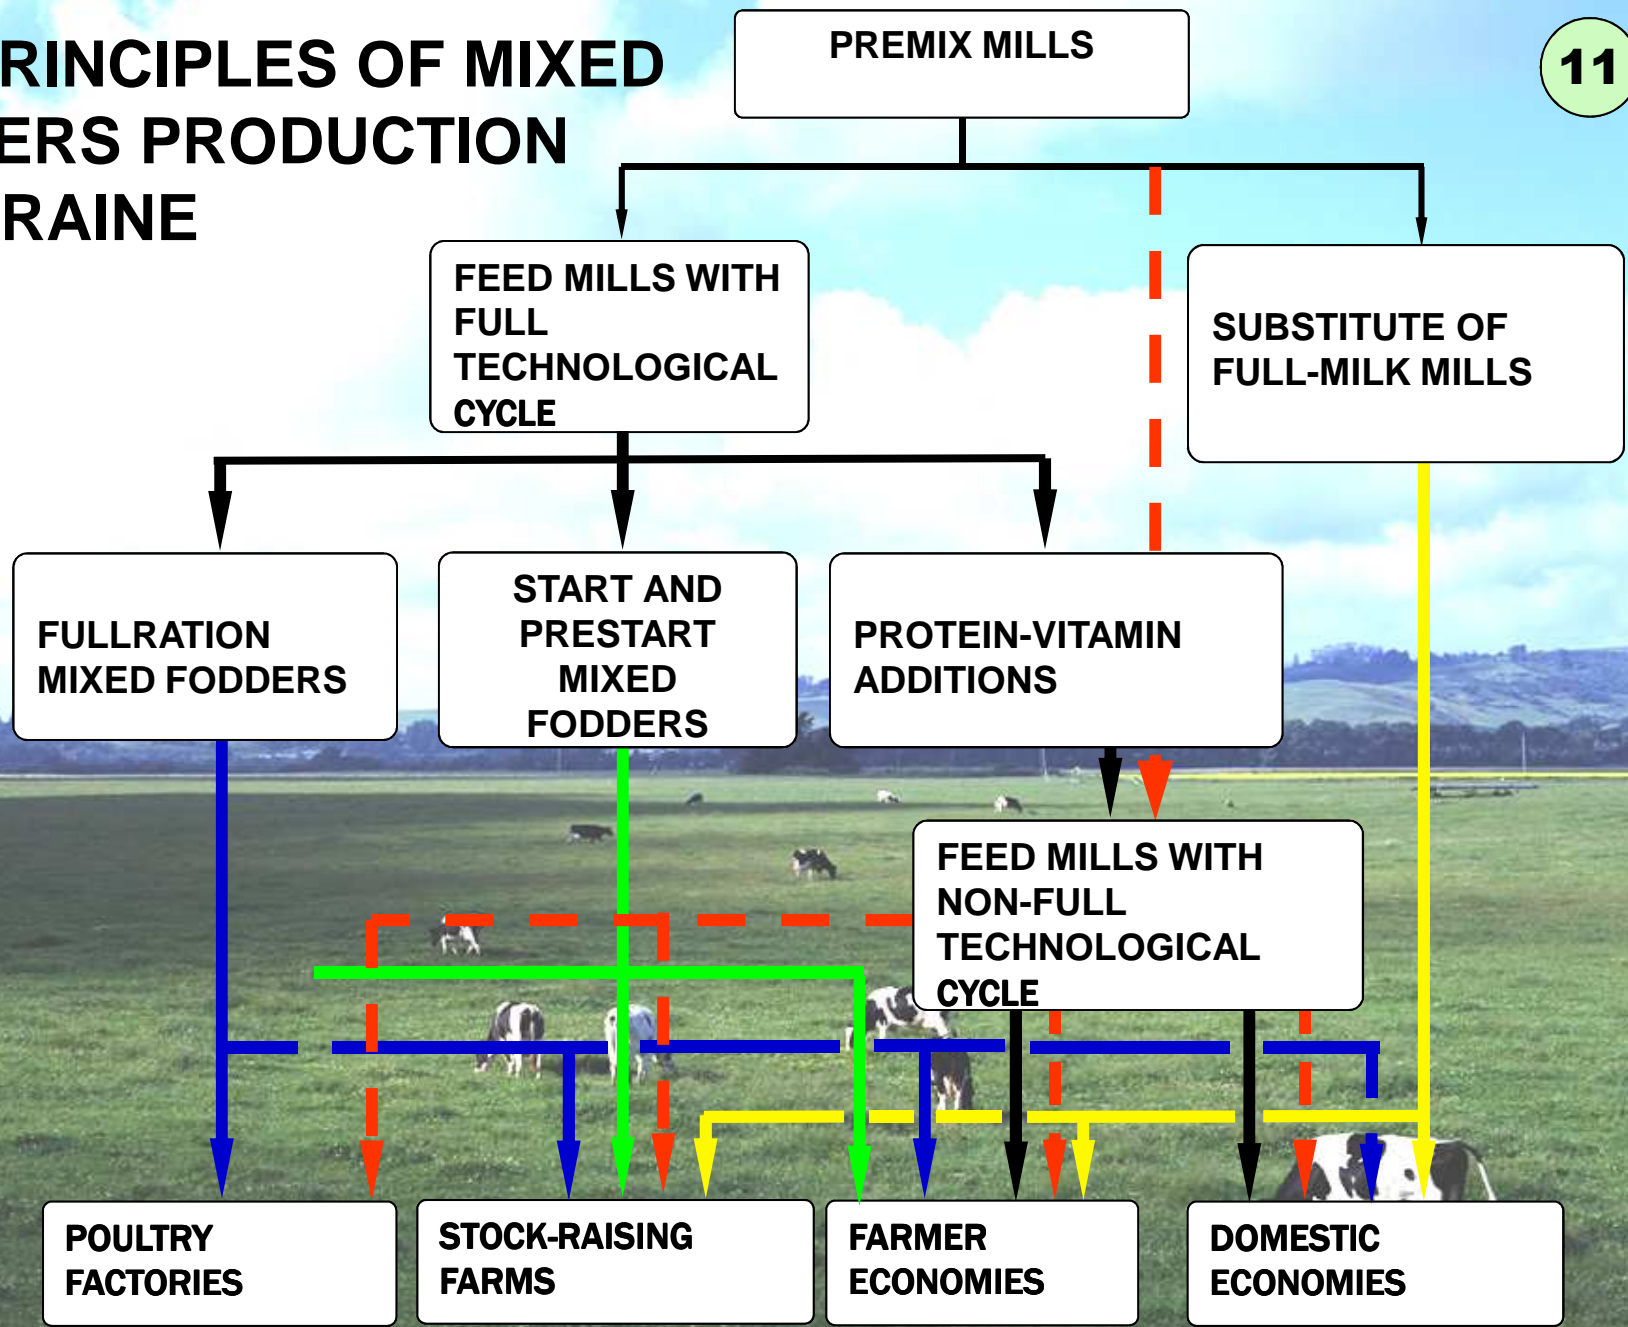 RINCIPLES OF MIXED
ERS PRODUCTION
RAINE
PREMIX MILLS
11
FEED MILLS WITH
FULL
TECHNOLOGICAL
CYCLE
SUBSTITUTE OF
FULL-MILK MILLS
FULLRATION
MIXED FODDERS
START AND
PRESTART
MIXED
FODDERS
PROTEIN-VITAMIN
ADDITIONS
FEED MILLS WITH
NON-FULL
TECHNOLOGICAL
CYCLE
POULTRY
FACTORIES
STOCK-RAISING
FARMS
FARMER
ECONOMIES
DOMESTIC
ECONOMIES